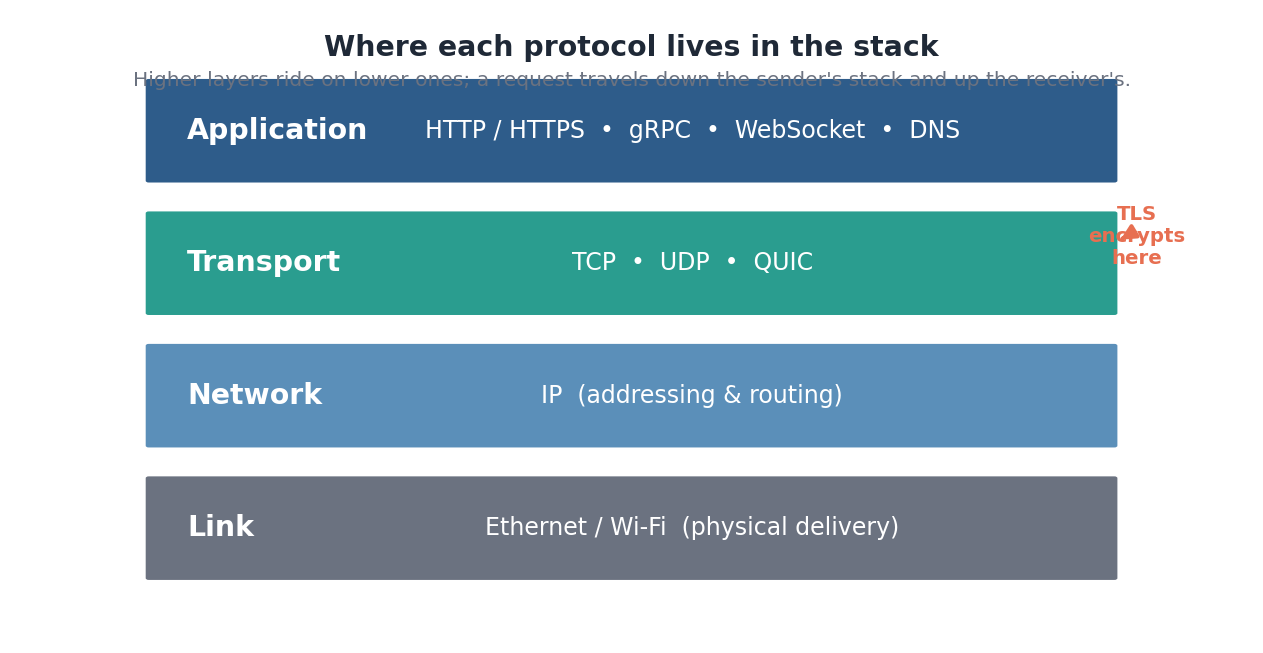 Where each protocol lives in the stack
Higher layers ride on lower ones; a request travels down the sender's stack and up the receiver's.
Application HTTP / HTTPS • gRPC • WebSocket • DNS
TLS
encrypts
here
Transport TCP • UDP • QUIC
Network IP (addressing & routing)
Link Ethernet / Wi-Fi (physical delivery)